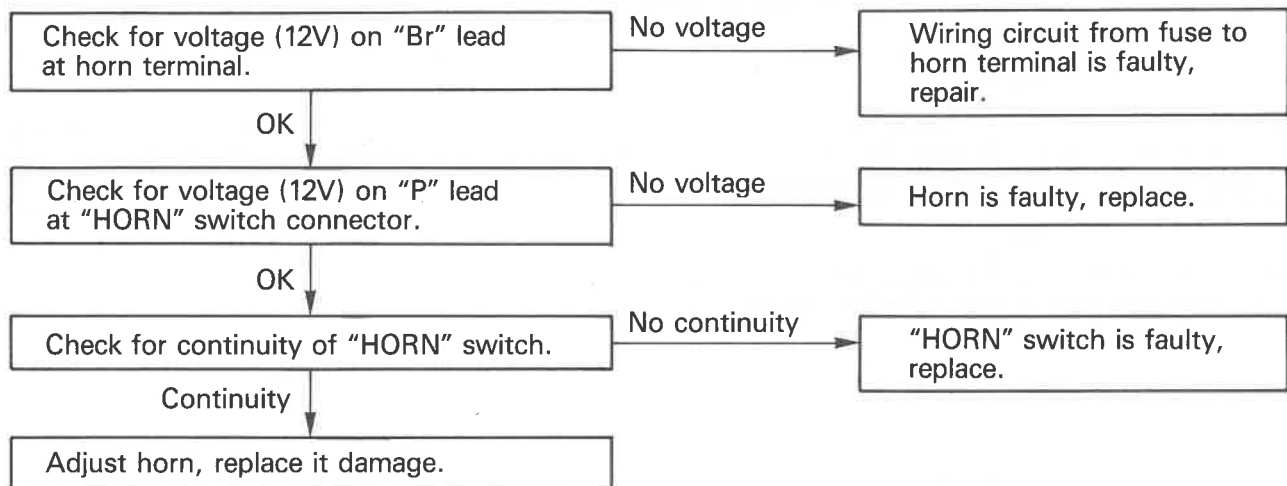 Check for voltage (12V) on “Br” lead
at horn terminal.
No voltage
Wiring circuit from fuse to
horn terminal is faulty,
repair.
OK
Check for voltage (12V) on “P” lead
at “HORN” switch connector.
No voltage
Horn is faulty, replace.
OK
Check for continuity of “HORN” switch.
No continuity
“HORN” switch is faulty,
replace.
Continuity
Adjust horn, replace it damage.